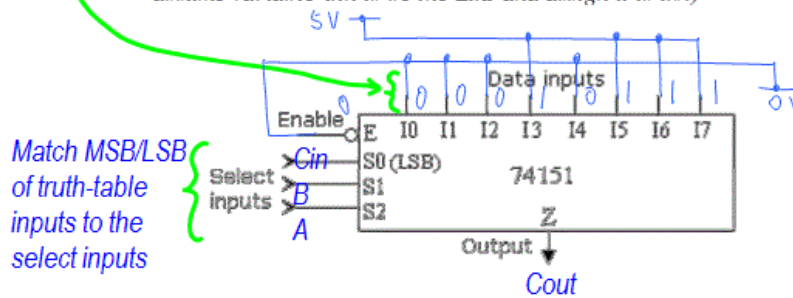 5V
Data inputs
0 0 0 0 1 0 1 1 1
0V
Enable
E I0 I1 I2 I3 I4 I5 I6 I7
Match MSB/LSB
of truth-table
inputs to the
select inputs
Select
inputs
Cin
B
A
S0 (LSB)
S1
S2
74151
Z
Output
Cout